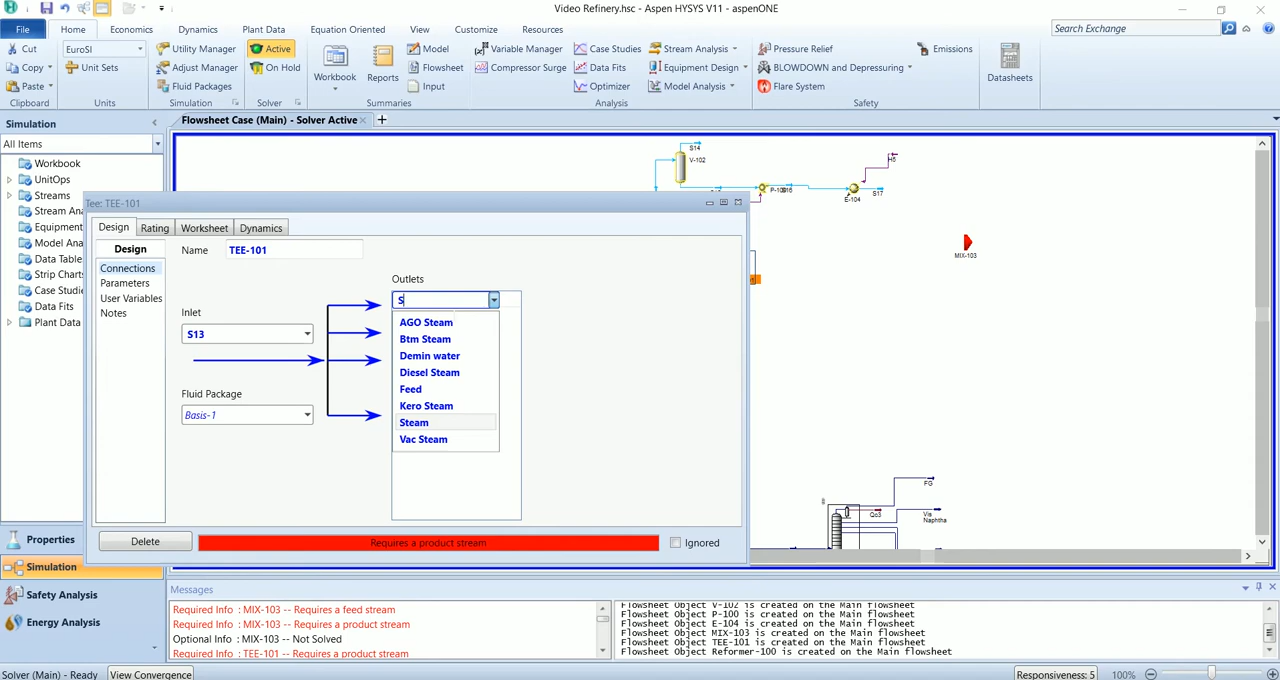 Video Refinery.hsc - Aspen HYSYS V11 - aspenONE
File Home Economics Dynamics Plant Data Equation Oriented View Customize Resources
Search Exchange
Cut
Copy
Paste
Clipboard
EuroSI
Unit Sets
Units
Utility Manager
Adjust Manager
Fluid Packages
Simulation
Active
On Hold
Solver
Workbook
Reports
Model
Flowsheet
Input
Summaries
Variable Manager
Compressor Surge
Case Studies
Data Fits
Optimizer
Stream Analysis
Equipment Design
Model Analysis
Analysis
Pressure Relief
BLOWDOWN and Depressuring
Flare System
Safety
Emissions
Datasheets
Simulation
All Items
Workbook
UnitOps
Streams
Stream An
Equipment
Model Ana
Data Table
Strip Chart
Case Studie
Data Fits
Plant Data
Properties
Simulation
Safety Analysis
Energy Analysis
Flowsheet Case (Main) - Solver Active
S14
V-102
S17
E-104
MIX-103
FG
Qc3
Vis
Naphtha
Tee: TEE-101
Design Rating Worksheet Dynamics
Design
Connections
Parameters
User Variables
Notes
Name TEE-101
Inlet
S13
Fluid Package
Basis-1
Outlets
S
AGO Steam
Btm Steam
Demin water
Diesel Steam
Feed
Kero Steam
Steam
Vac Steam
Delete
Requires a product stream
Ignored
Messages
Required Info : MIX-103 -- Requires a feed stream
Required Info : MIX-103 -- Requires a product stream
Optional Info : MIX-103 -- Not Solved
Required Info : TEE-101 -- Requires a product stream
Flowsheet Object V-102 is created on the Main flowsheet
Flowsheet Object P-100 is created on the Main flowsheet
Flowsheet Object E-104 is created on the Main flowsheet
Flowsheet Object MIX-103 is created on the Main flowsheet
Flowsheet Object TEE-101 is created on the Main flowsheet
Flowsheet Object Reformer-100 is created on the Main flowsheet
Solver (Main) - Ready
View Convergence
Responsiveness: 5
100%